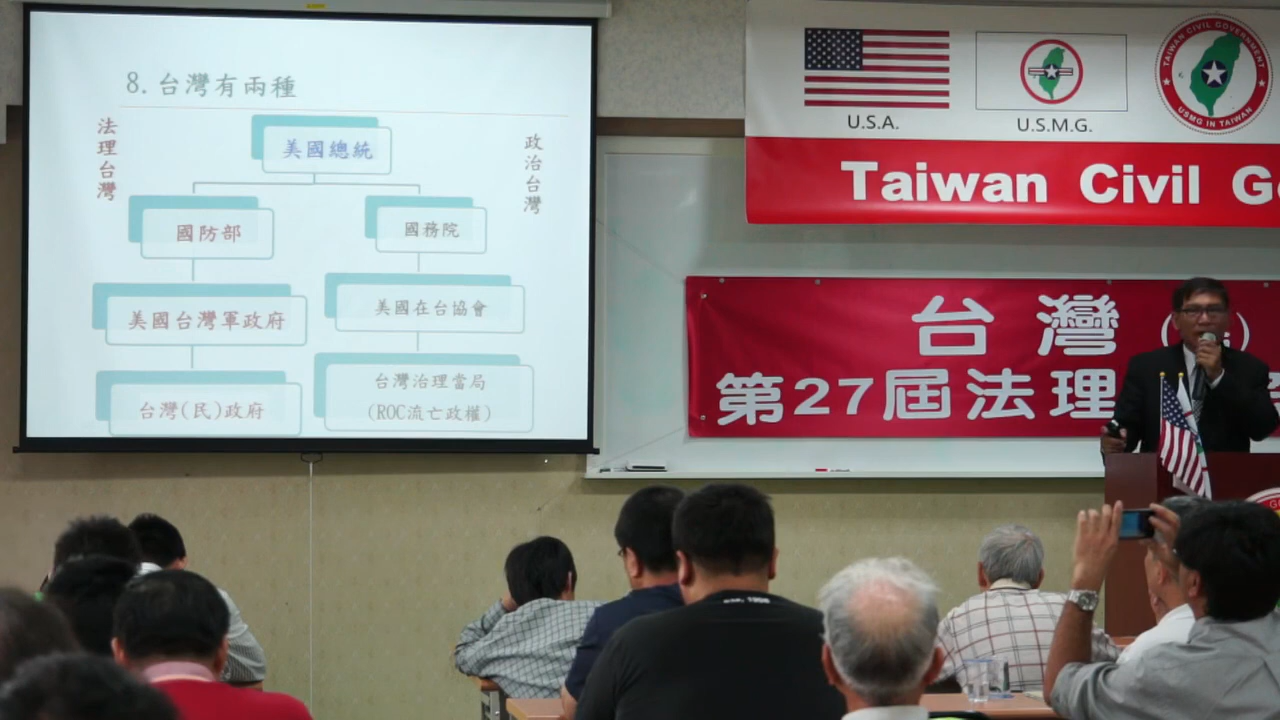 8. 台灣有兩種
法理台灣
政治台灣
美國總統
國防部
國務院
美國台灣軍政府
美國在台協會
台灣(民)政府
台灣治理當局
(ROC流亡政權)
U.S.A.
U.S.M.G.
TAIWAN CIVIL GOVERNMENT
USMG IN TAIWAN
Taiwan Civil G
台灣
第27屆法理